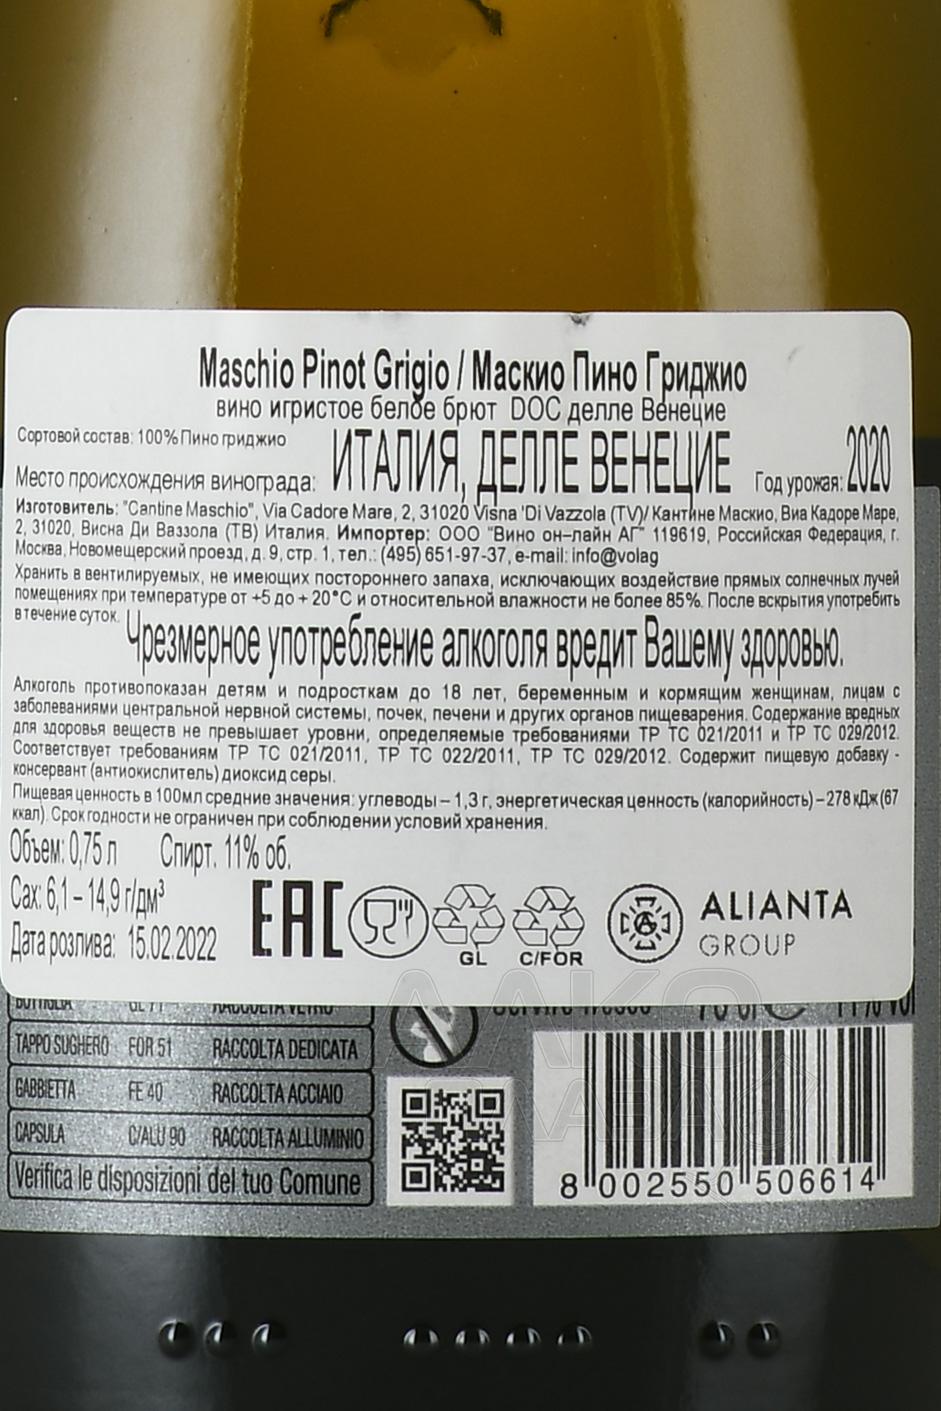 Maschio Pinot Grigio / Маскио Пино Гриджио
вино игристое белое брют DOC делле Венецие
Сортовой состав: 100% Пино гриджио
Место происхождения винограда: ИТАЛИЯ, ДЕЛЛЕ ВЕНЕЦИЕ Год урожая: 2020
Изготовитель: "Cantine Maschio", Via Cadore Mare, 2, 31020 Visna 'Di Vazzola (TV)/ Кантине Маскио, Виа Кадоре Маре,
2, 31020, Висна Ди Ваззола (ТВ) Италия. Импортер: ООО "Вино он–лайн АГ" 119619, Российская Федерация, г.
Москва, Новомещерский проезд, д. 9, стр. 1, тел.: (495) 651-97-37, e-mail: info@volag
Хранить в вентилируемых, не имеющих постороннего запаха, исключающих воздействие прямых солнечных лучей
помещениях при температуре от +5 до + 20°C и относительной влажности не более 85%. После вскрытия употребить
в течение суток.
Чрезмерное употребление алкоголя вредит Вашему здоровью.
Алкоголь противопоказан детям и подросткам до 18 лет, беременным и кормящим женщинам, лицам с
заболеваниями центральной нервной системы, почек, печени и других органов пищеварения. Содержание вредных
для здоровья веществ не превышает уровни, определяемые требованиями ТР ТС 021/2011 и ТР ТС 029/2012.
Соответствует требованиям ТР ТС 021/2011, ТР ТС 022/2011, ТР ТС 029/2012. Содержит пищевую добавку -
консервант (антиокислитель) диоксид серы.
Пищевая ценность в 100мл средние значения: углеводы – 1,3 г, энергетическая ценность (калорийность) – 278 кДж (67
ккал). Срок годности не ограничен при соблюдении условий хранения.
Объем: 0,75 л Спирт. 11% об.
Сах: 6,1 – 14,9 г/дм³
Дата розлива: 15.02.2022
EAC
GL
C/FOR
ALIANTA
GROUP
BOTTIGLIA GL 71 RACCOLTA VETRO
Servire fresco 11% vol
TAPPO SUGHERO FOR 51 RACCOLTA DEDICATA
GABBIETTA FE 40 RACCOLTA ACCIAIO
CAPSULA C/ALU 90 RACCOLTA ALLUMINIO
Verifica le disposizioni del tuo Comune
8 002550 506614